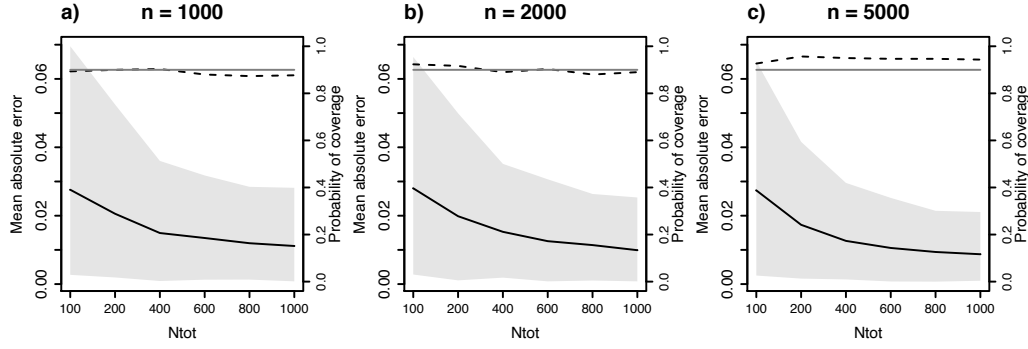 a) n = 1000
Mean absolute error
0.00 0.02 0.04 0.06
0.0 0.2 0.4 0.6 0.8 1.0
Probability of coverage
100 200 400 600 800 1000
Ntot
b) n = 2000
Mean absolute error
0.00 0.02 0.04 0.06
0.0 0.2 0.4 0.6 0.8 1.0
Probability of coverage
100 200 400 600 800 1000
Ntot
c) n = 5000
Mean absolute error
0.00 0.02 0.04 0.06
0.0 0.2 0.4 0.6 0.8 1.0
Probability of coverage
100 200 400 600 800 1000
Ntot